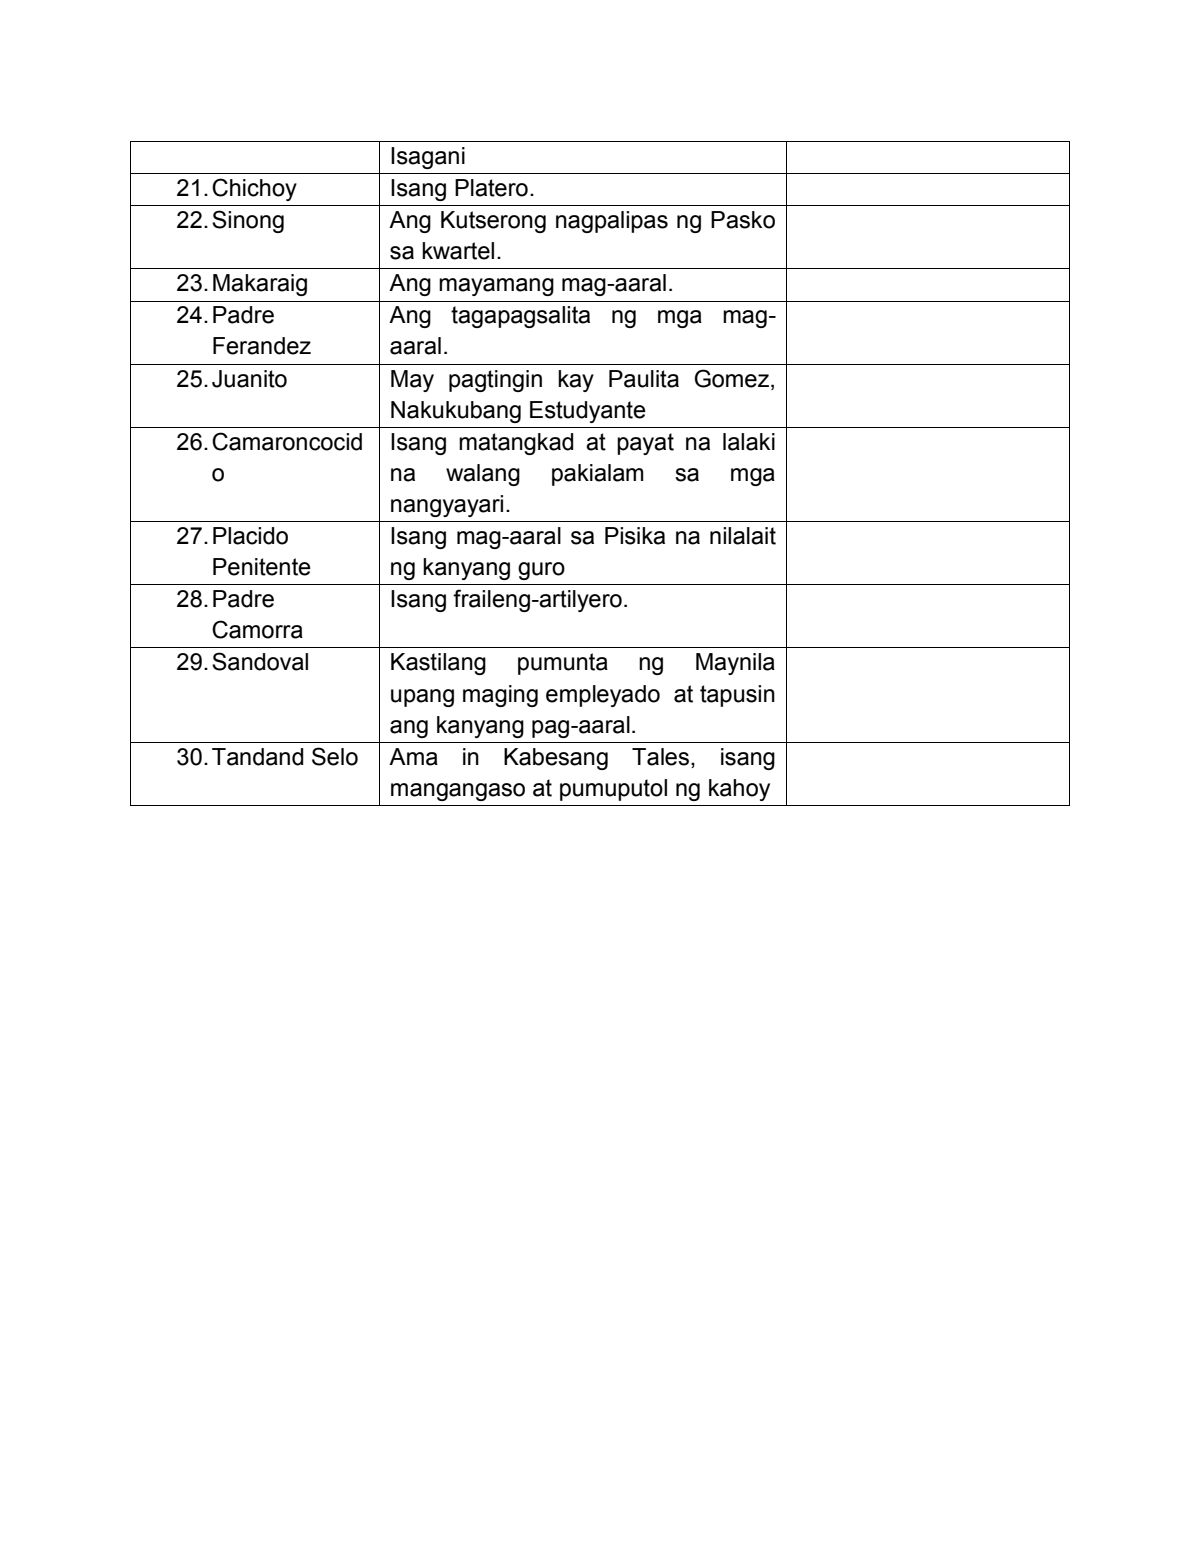 Isagani
21. Chichoy Isang Platero.
22. Sinong Ang Kutserong nagpalipas ng Pasko
sa kwartel.
23. Makaraig Ang mayamang mag-aaral.
24. Padre Ang tagapagsalita ng mga mag-
Ferandez aaral.
25. Juanito May pagtingin kay Paulita Gomez,
Nakukubang Estudyante
26. Camaroncocid Isang matangkad at payat na lalaki
o na walang pakialam sa mga
nangyayari.
27. Placido Isang mag-aaral sa Pisika na nilalait
Penitente ng kanyang guro
28. Padre Isang fraileng-artilyero.
Camorra
29. Sandoval Kastilang pumunta ng Maynila
upang maging empleyado at tapusin
ang kanyang pag-aaral.
30. Tandand Selo Ama in Kabesang Tales, isang
mangangaso at pumuputol ng kahoy